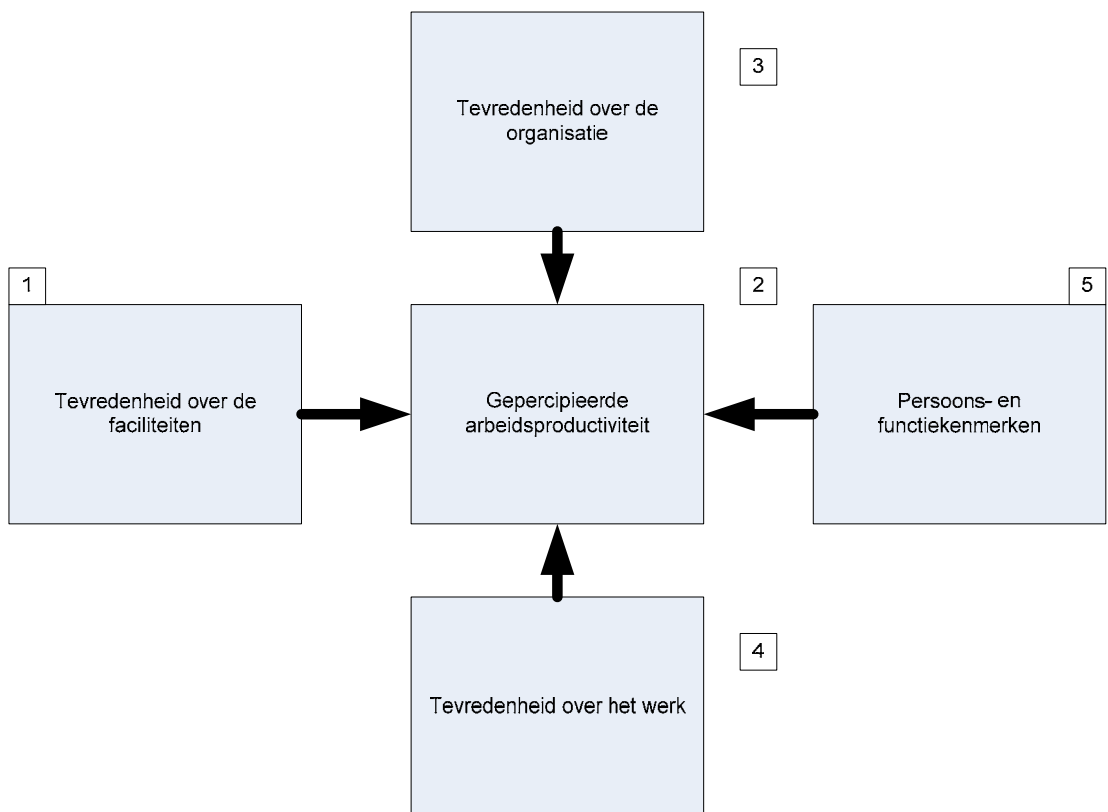 3
Tevredenheid over de
organisatie
1
2
5
Tevredenheid over de
faciliteiten
Gepercipieerde
arbeidsproductiviteit
Persoons- en
functiekenmerken
4
Tevredenheid over het werk